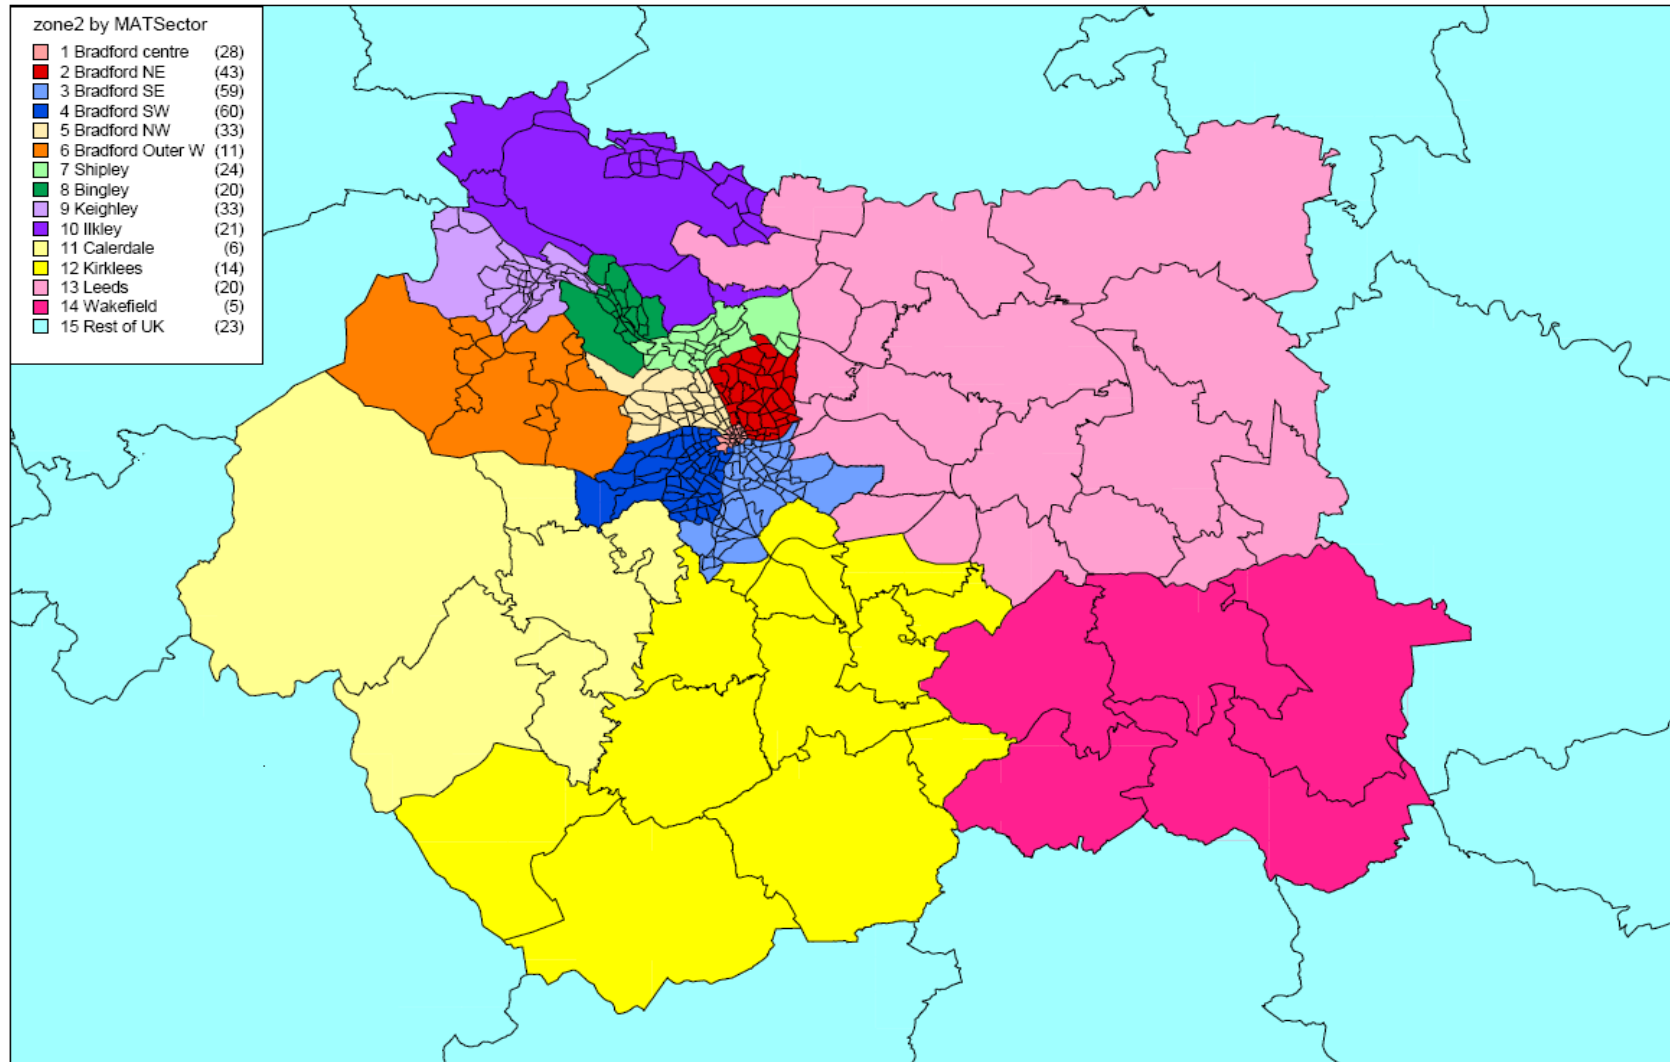 zone2 by MATSector
1 Bradford centre (28)
2 Bradford NE (43)
3 Bradford SE (59)
4 Bradford SW (60)
5 Bradford NW (33)
6 Bradford Outer W (11)
7 Shipley (24)
8 Bingley (20)
9 Keighley (33)
10 Ilkley (21)
11 Calerdale (6)
12 Kirklees (14)
13 Leeds (20)
14 Wakefield (5)
15 Rest of UK (23)